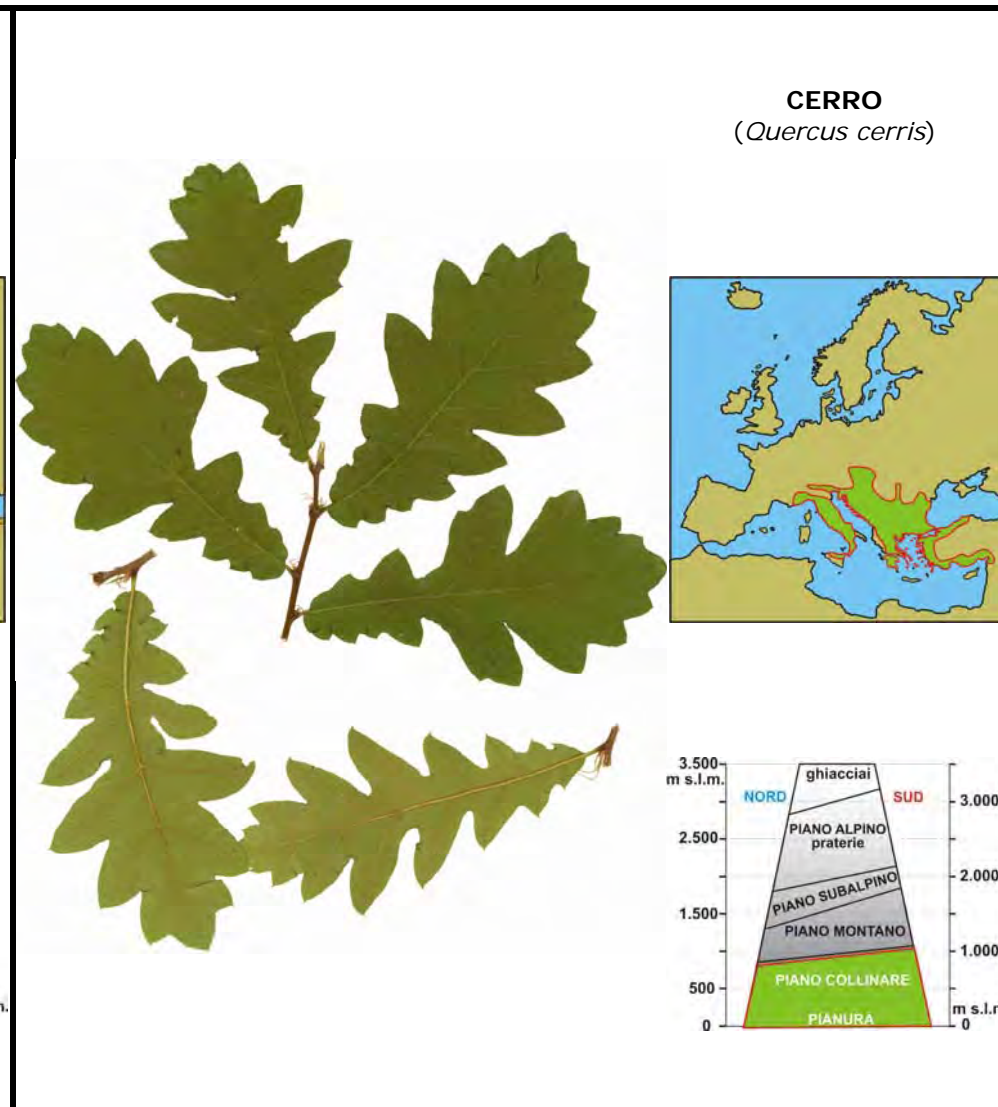 CERRO
(Quercus cerris)
3.500
m s.l.m.
ghiacciai
NORD
SUD
3.000
PIANO ALPINO
praterie
2.500
2.000
PIANO SUBALPINO
1.500
PIANO MONTANO
1.000
PIANO COLLINARE
500
m s.l.m
PIANURA
0
0